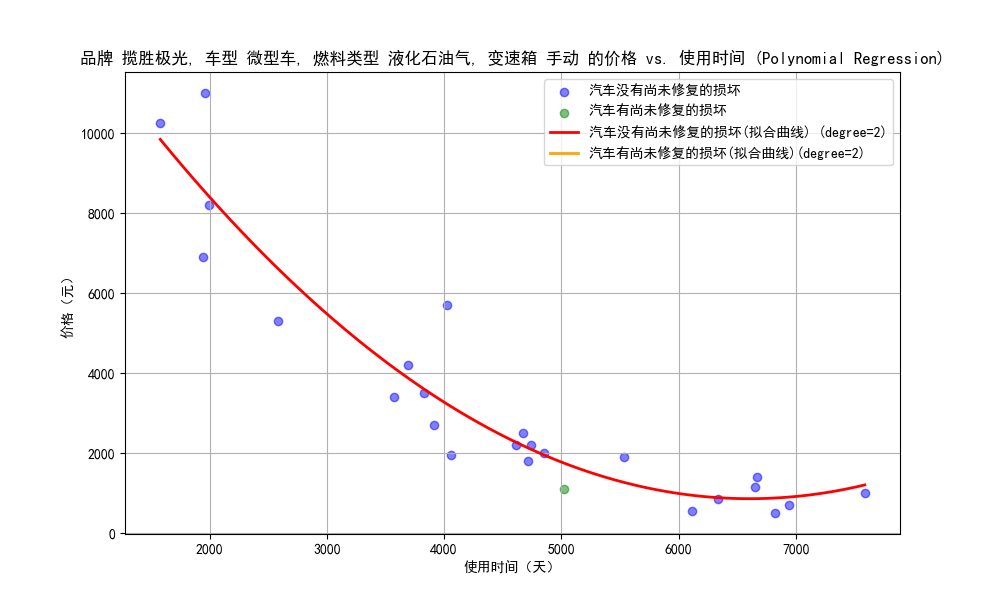 品牌 揽胜极光, 车型 微型车, 燃料类型 液化石油气, 变速箱 手动 的价格 vs. 使用时间 (Polynomial Regression)
汽车没有尚未修复的损坏
汽车有尚未修复的损坏
汽车没有尚未修复的损坏(拟合曲线) (degree=2)
汽车有尚未修复的损坏(拟合曲线)(degree=2)
价格（元）
10000
8000
6000
4000
2000
0
2000 3000 4000 5000 6000 7000
使用时间（天）